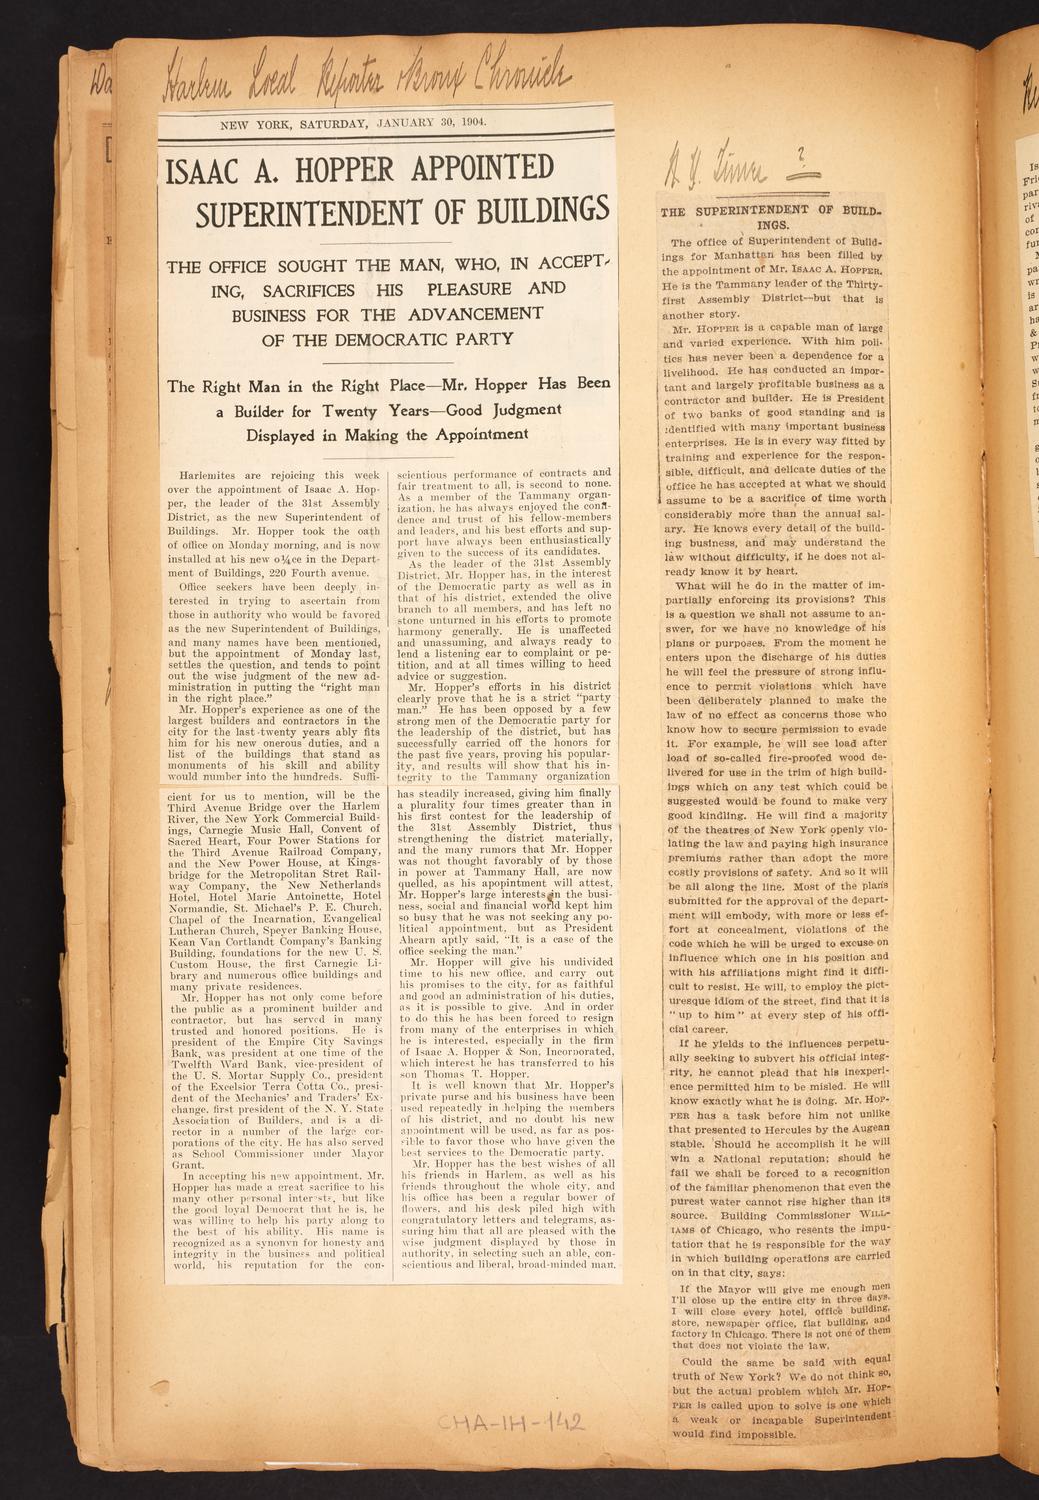 Harlem Local Reporter & Bronx Chronicle
NEW YORK, SATURDAY, JANUARY 30, 1904.
ISAAC A. HOPPER APPOINTED
SUPERINTENDENT OF BUILDINGS
THE OFFICE SOUGHT THE MAN, WHO, IN ACCEPT-
ING, SACRIFICES HIS PLEASURE AND
BUSINESS FOR THE ADVANCEMENT
OF THE DEMOCRATIC PARTY
The Right Man in the Right Place—Mr. Hopper Has Been
a Builder for Twenty Years—Good Judgment
Displayed in Making the Appointment
Harlemites are rejoicing this week
over the appointment of Isaac A. Hop-
per, the leader of the 31st Assembly
District, as the new Superintendent of
Buildings. Mr. Hopper took the oath
of office on Monday morning, and is now
installed at his new o¼ce in the Depart-
ment of Buildings, 220 Fourth avenue.
Office seekers have been deeply in-
terested in trying to ascertain from
those in authority who would be favored
as the new Superintendent of Buildings,
and many names have been mentioned,
but the appointment of Monday last,
settles the question, and tends to point
out the wise judgment of the new ad-
ministration in putting the "right man
in the right place."
Mr. Hopper's experience as one of the
largest builders and contractors in the
city for the last twenty years ably fits
him for his new onerous duties, and a
list of the buildings that stand as
monuments of his skill and ability
would number into the hundreds. Suffi-
cient for us to mention, will be the
Third Avenue Bridge over the Harlem
River, the New York Commercial Build-
ings, Carnegie Music Hall, Convent of
Sacred Heart, Four Power Stations for
the Third Avenue Railroad Company,
and the New Power House, at Kings-
bridge for the Metropolitan Stret Rail-
way Company, the New Netherlands
Hotel, Hotel Marie Antoinette, Hotel
Normandie, St. Michael's P. E. Church,
Chapel of the Incarnation, Evangelical
Lutheran Church, Speyer Banking House,
Kean Van Cortlandt Company's Banking
Building, foundations for the new U. S.
Custom House, the first Carnegie Li-
brary and numerous office buildings and
many private residences.
Mr. Hopper has not only come before
the public as a prominent builder and
contractor, but has served in many
trusted and honored positions. He is
president of the Empire City Savings
Bank, was president at one time of the
Twelfth Ward Bank, vice-president of
the U. S. Mortar Supply Co., president
of the Excelsior Terra Cotta Co., presi-
dent of the Mechanics' and Traders' Ex-
change, first president of the N. Y. State
Association of Builders, and is a di-
rector in a number of the large cor-
porations of the city. He has also served
as School Commissioner under Mayor
Grant.
In accepting his new appointment, Mr.
Hopper has made a great sacrifice to his
many other personal interests, but like
the good loyal Democrat that he is, he
was willing to help his party along to
the best of his ability. His name is
recognized as a synonym for honesty and
integrity in the business and political
world, his reputation for the con-
scientious performance of contracts and
fair treatment to all, is second to none.
As a member of the Tammany organ-
ization, he has always enjoyed the confi-
dence and trust of his fellow-members
and leaders, and his best efforts and sup-
port have always been enthusiastically
given to the success of its candidates.
As the leader of the 31st Assembly
District, Mr. Hopper has, in the interest
of the Democratic party as well as in
that of his district, extended the olive
branch to all members, and has left no
stone unturned in his efforts to promote
harmony generally. He is unaffected
and unassuming, and always ready to
lend a listening ear to complaint or pe-
tition, and at all times willing to heed
advice or suggestion.
Mr. Hopper's efforts in his district
clearly prove that he is a strict "party
man." He has been opposed by a few
strong men of the Democratic party for
the leadership of the district, but has
successfully carried off the honors for
the past five years, proving his popular-
ity, and results will show that his in-
tegrity to the Tammany organization
has steadily increased, giving him finally
a plurality four times greater than in
his first contest for the leadership of
the 31st Assembly District, thus
strengthening the district materially,
and the many rumors that Mr. Hopper
was not thought favorably of by those
in power at Tammany Hall, are now
quelled, as his apointment will attest,
Mr. Hopper's large interests in the busi-
ness, social and financial world kept him
so busy that he was not seeking any po-
litical appointment, but as President
Ahearn aptly said, "It is a case of the
office seeking the man."
Mr. Hopper will give his undivided
time to his new office, and carry out
his promises to the city, for as faithful
and good an administration of his duties,
as it is possible to give. And in order
to do this he has been forced to resign
from many of the enterprises in which
he is interested, especially in the firm
of Isaac A. Hopper & Son, Incorporated,
which interest he has transferred to his
son Thomas T. Hopper.
It is well known that Mr. Hopper's
private purse and his business have been
used repeatedly in helping the members
of his district, and no doubt his new
appointment will be used, as far as pos-
sible to favor those who have given the
best services to the Democratic party.
Mr. Hopper has the best wishes of all
his friends in Harlem, as well as his
friends throughout the whole city, and
his office has been a regular bower of
flowers, and his desk piled high with
congratulatory letters and telegrams, as-
suring him that all are pleased with the
wise judgment displayed by those in
authority, in selecting such an able, con-
scientious and liberal, broad-minded man.
N. Y. Times ?
THE SUPERINTENDENT OF BUILD-
INGS.
The office of Superintendent of Build-
ings for Manhattan has been filled by
the appointment of Mr. ISAAC A. HOPPER.
He is the Tammany leader of the Thirty-
first Assembly District—but that is
another story.
Mr. HOPPER is a capable man of large
and varied experience. With him poli-
tics has never been a dependence for a
livelihood. He has conducted an impor-
tant and largely profitable business as a
contractor and builder. He is President
of two banks of good standing and is
identified with many important business
enterprises. He is in every way fitted by
training and experience for the respon-
sible, difficult, and delicate duties of the
office he has accepted at what we should
assume to be a sacrifice of time worth
considerably more than the annual sal-
ary. He knows every detail of the build-
ing business, and may understand the
law without difficulty, if he does not al-
ready know it by heart.
What will he do in the matter of im-
partially enforcing its provisions? This
is a question we shall not assume to an-
swer, for we have no knowledge of his
plans or purposes. From the moment he
enters upon the discharge of his duties
he will feel the pressure of strong influ-
ence to permit violations which have
been deliberately planned to make the
law of no effect as concerns those who
know how to secure permission to evade
it. For example, he will see load after
load of so-called fire-proofed wood de-
livered for use in the trim of high build-
ings which on any test which could be
suggested would be found to make very
good kindling. He will find a majority
of the theatres of New York openly vio-
lating the law and paying high insurance
premiums rather than adopt the more
costly provisions of safety. And so it will
be all along the line. Most of the plans
submitted for the approval of the depart-
ment will embody, with more or less ef-
fort at concealment, violations of the
code which he will be urged to excuse on
influence which one in his position and
with his affiliations might find it diffi-
cult to resist. He will, to employ the pict-
uresque idiom of the street, find that it is
"up to him" at every step of his offi-
cial career.
If he yields to the influences perpetu-
ally seeking to subvert his official integ-
rity, he cannot plead that his inexperi-
ence permitted him to be misled. He will
know exactly what he is doing. Mr. HOP-
PER has a task before him not unlike
that presented to Hercules by the Augean
stable. Should he accomplish it he will
win a National reputation; should he
fail we shall be forced to a recognition
of the familiar phenomenon that even the
purest water cannot rise higher than its
source. Building Commissioner WILL-
IAMS of Chicago, who resents the impu-
tation that he is responsible for the way
in which building operations are carried
on in that city, says:
If the Mayor will give me enough men
I'll close up the entire city in three days.
I will close every hotel, office building,
store, newspaper office, flat building, and
factory in Chicago. There is not one of them
that does not violate the law.
Could the same be said with equal
truth of New York? We do not think so,
but the actual problem which Mr. HOP-
PER is called upon to solve is one which
a weak or incapable Superintendent
would find impossible.
CHA-IH-142